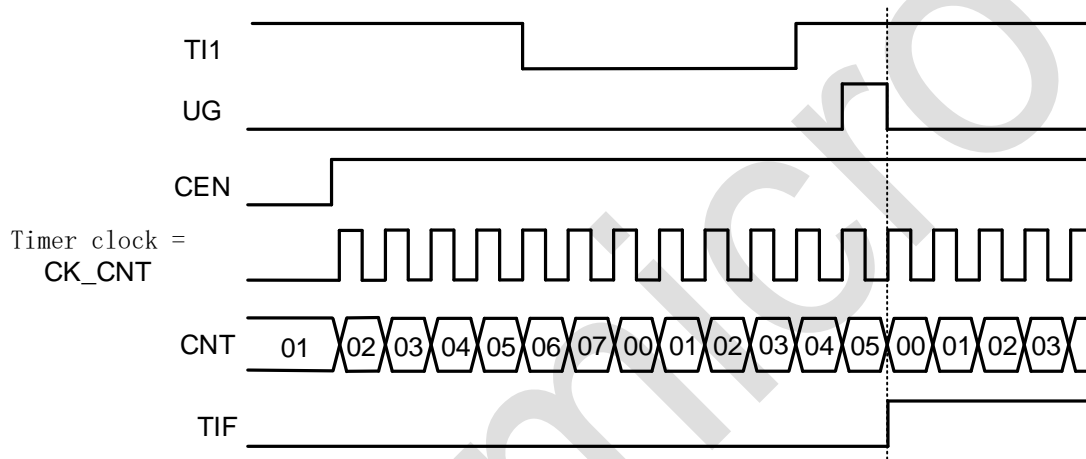 TI1
UG
CEN
Timer clock =
CK_CNT
CNT 01 02 03 04 05 06 07 00 01 02 03 04 05 00 01 02 03
TIF
micro